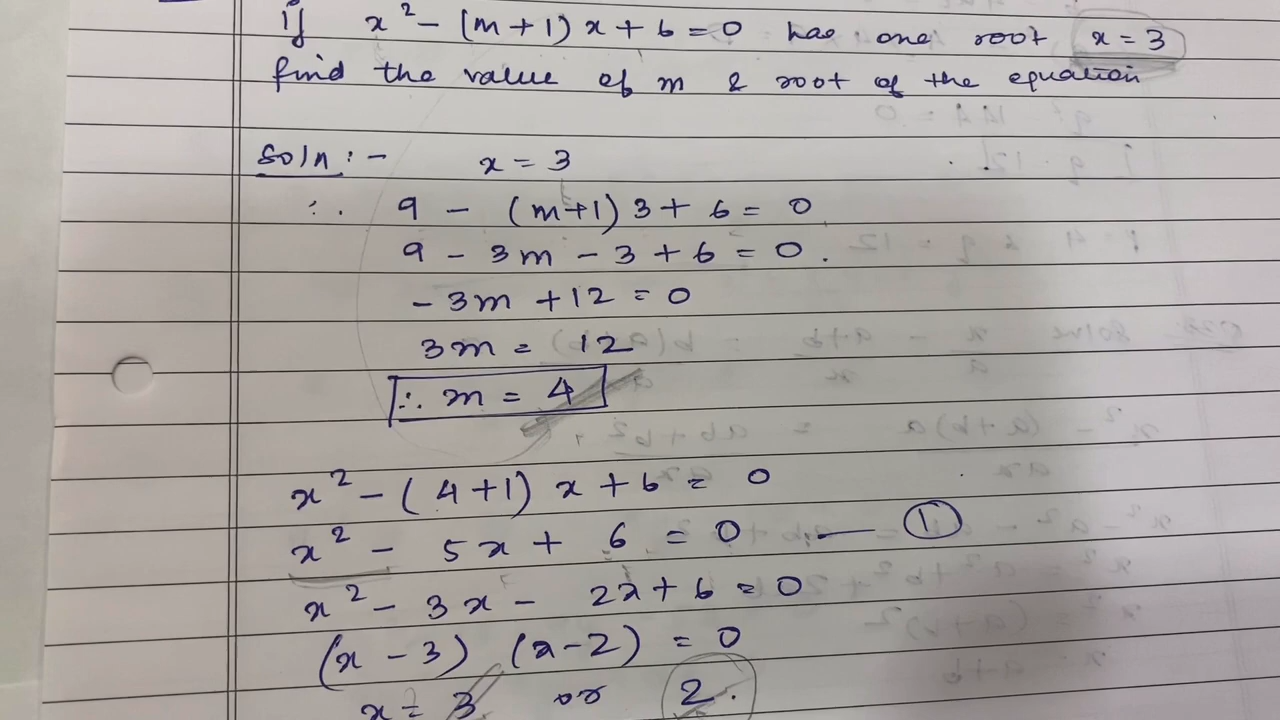 if x² - (m+1) x + 6 = 0 has one root x = 3
find the value of m & root of the equation
Soln :- x = 3
∴ 9 - (m+1) 3 + 6 = 0
9 - 3m - 3 + 6 = 0.
- 3m + 12 = 0
3m = 12
∴ m = 4
x² - (4+1) x + 6 = 0
x² - 5x + 6 = 0 — ①
x² - 3x - 2x + 6 = 0
(x - 3) (x - 2) = 0
x = 3 or 2.